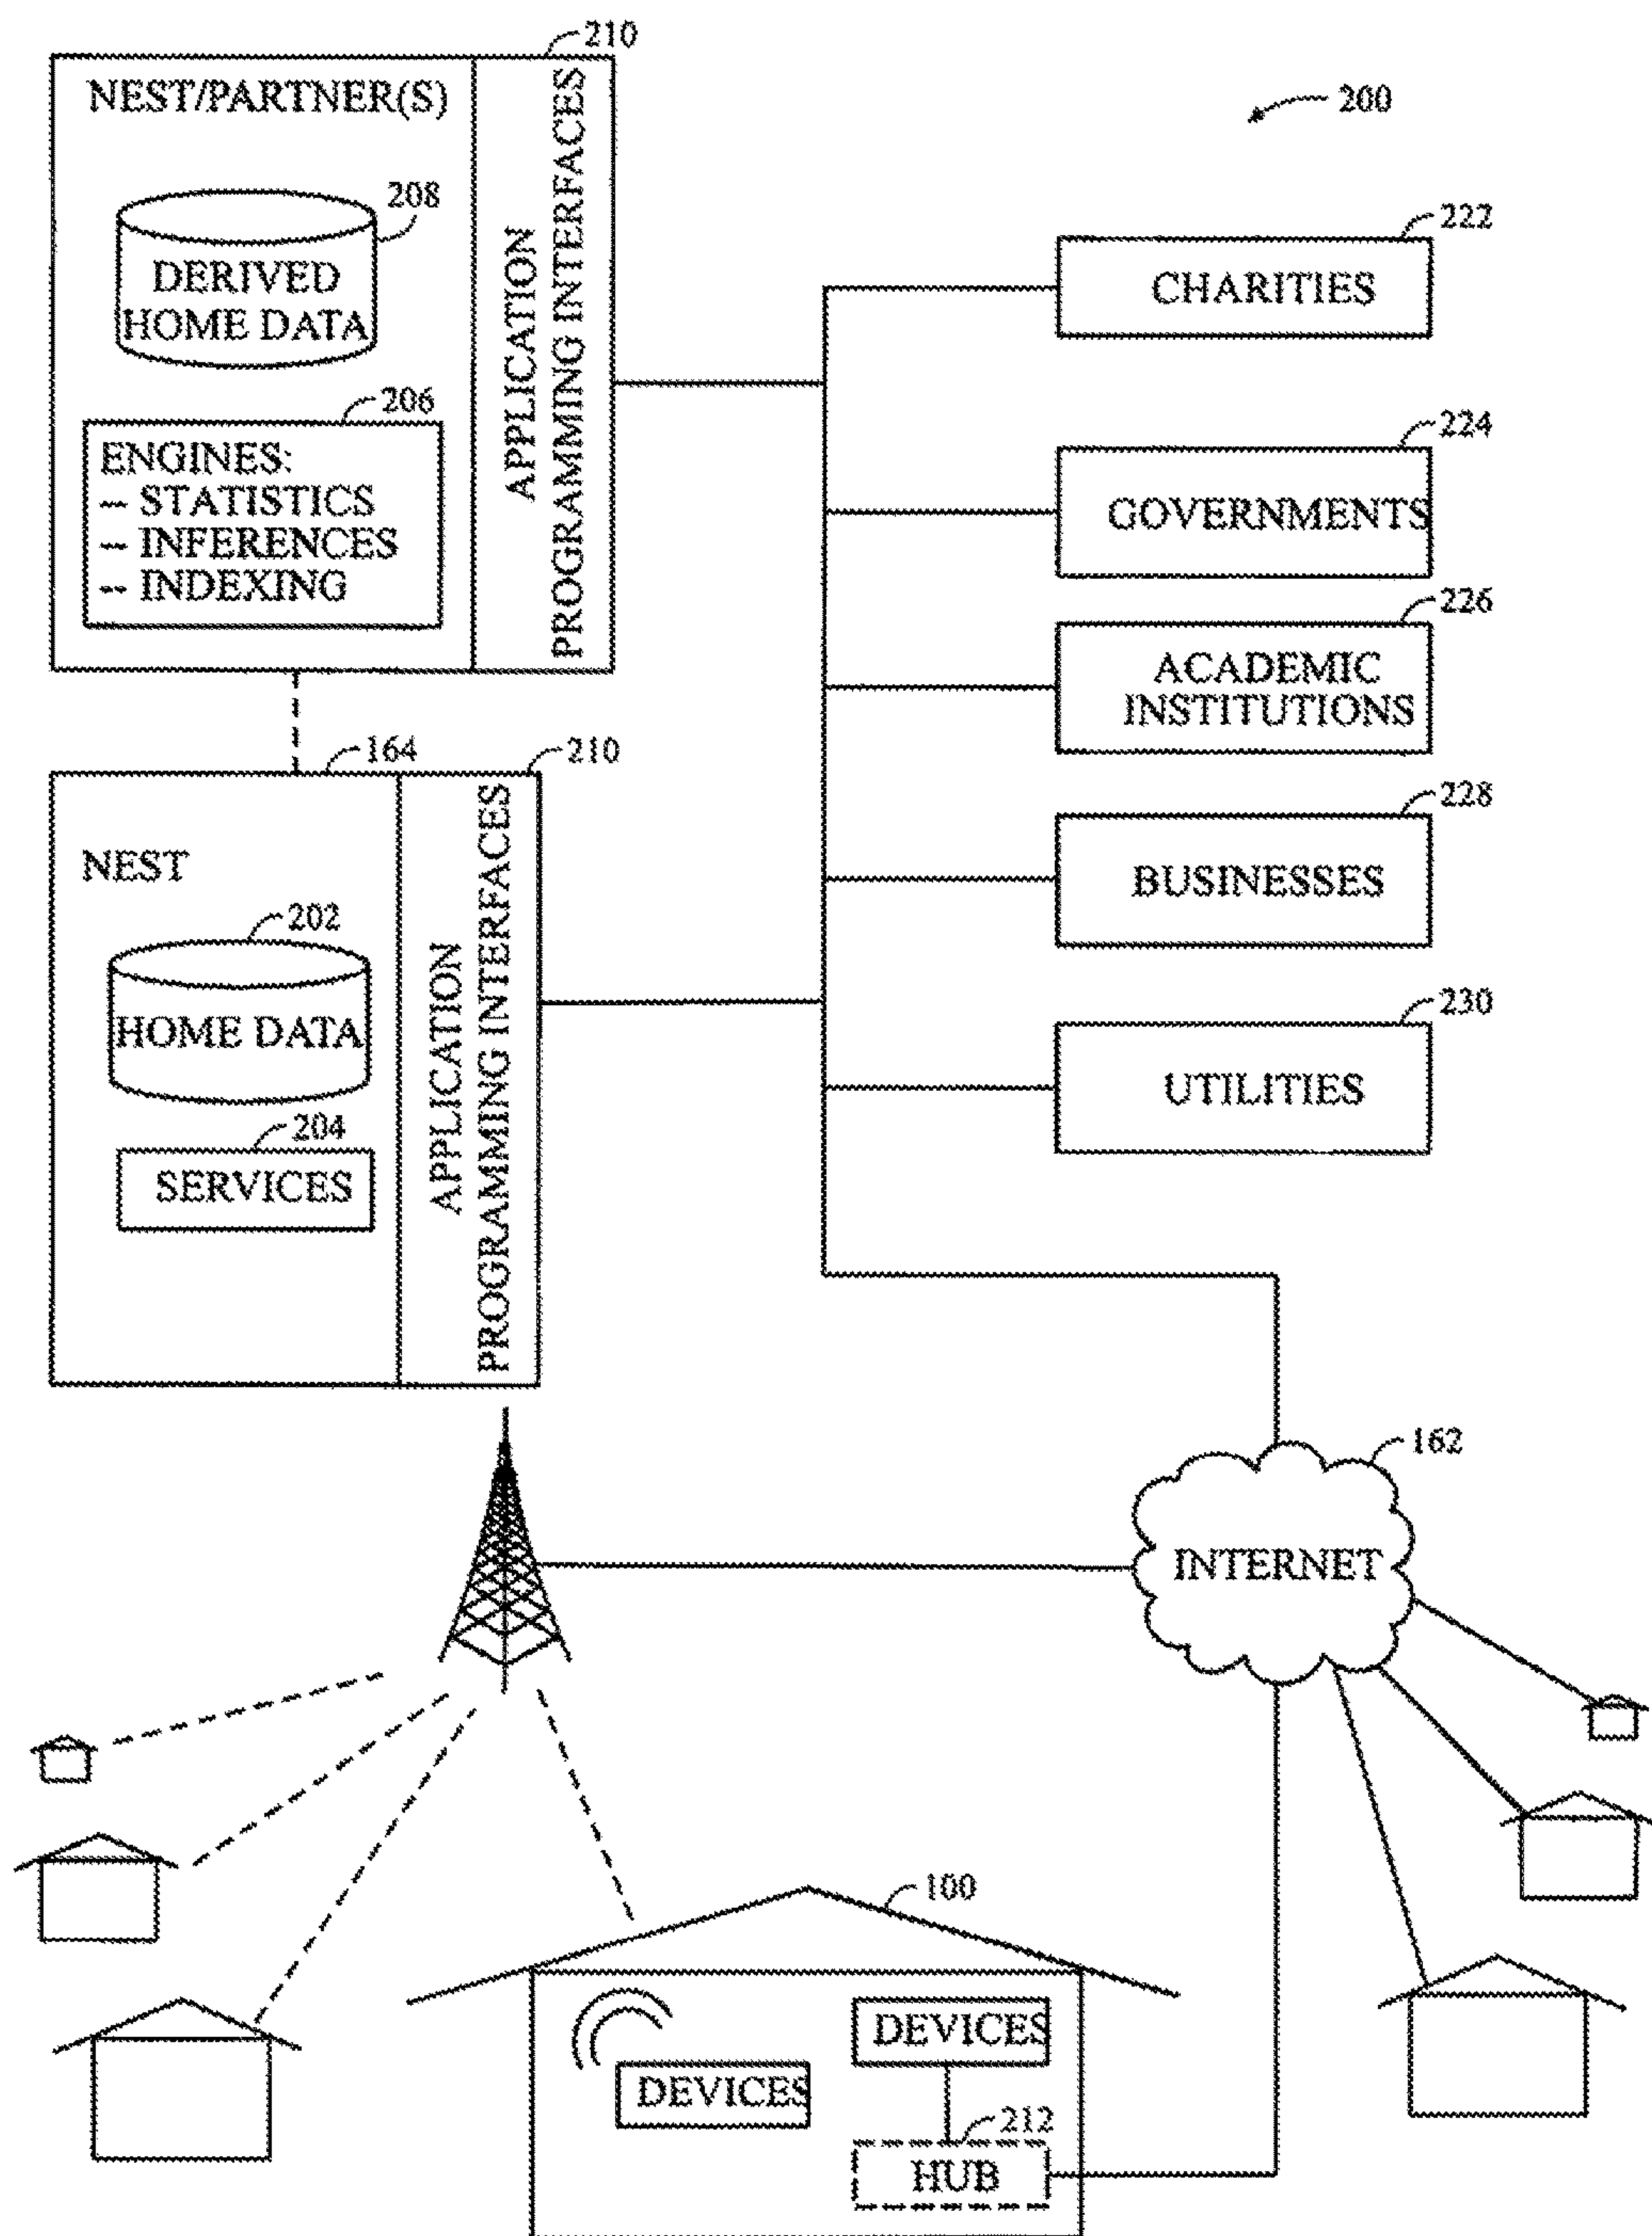 210
NEST/PARTNER(S)
200
208
DERIVED
HOME DATA
APPLICATION
PROGRAMMING INTERFACES
222
CHARITIES
206
ENGINES:
-- STATISTICS
-- INFERENCES
-- INDEXING
224
GOVERNMENTS
226
ACADEMIC
INSTITUTIONS
164
210
NEST
202
HOME DATA
204
SERVICES
APPLICATION
PROGRAMMING INTERFACES
228
BUSINESSES
230
UTILITIES
162
INTERNET
100
DEVICES
DEVICES
212
HUB